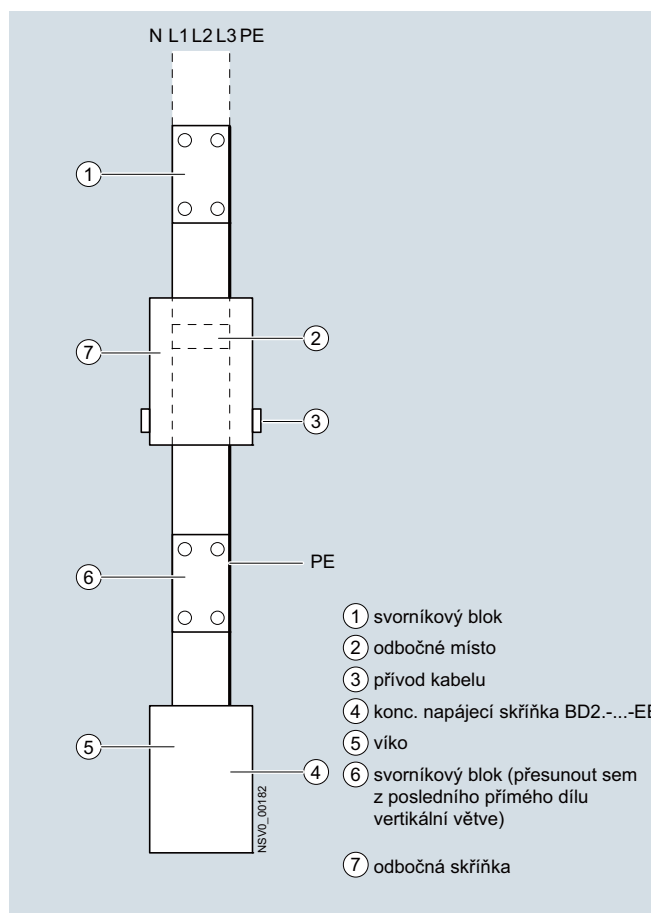 N L1 L2 L3 PE
1
2
7
3
PE
6
1 svorníkový blok
2 odbočné místo
3 přívod kabelu
4 konc. napájecí skříňka BD2.-...-EE
5 víko
6 svorníkový blok (přesunout sem
z posledního přímého dílu
vertikální větve)
7 odbočná skříňka
5
4
NSV0_00182